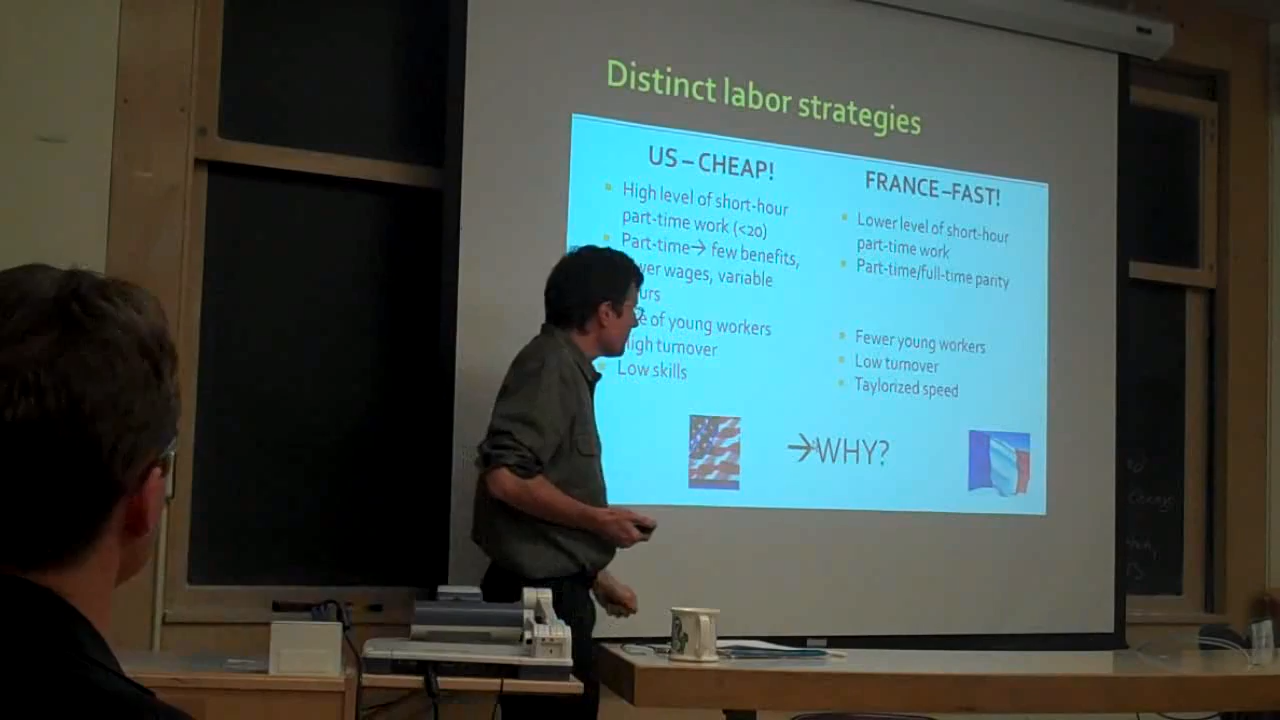 Distinct labor strategies
US – CHEAP!
High level of short-hour
part-time work (<20)
Part-time→ few benefits,
wer wages, variable
urs
e of young workers
igh turnover
Low skills
FRANCE –FAST!
Lower level of short-hour
part-time work
Part-time/full-time parity
Fewer young workers
Low turnover
Taylorized speed
→WHY?